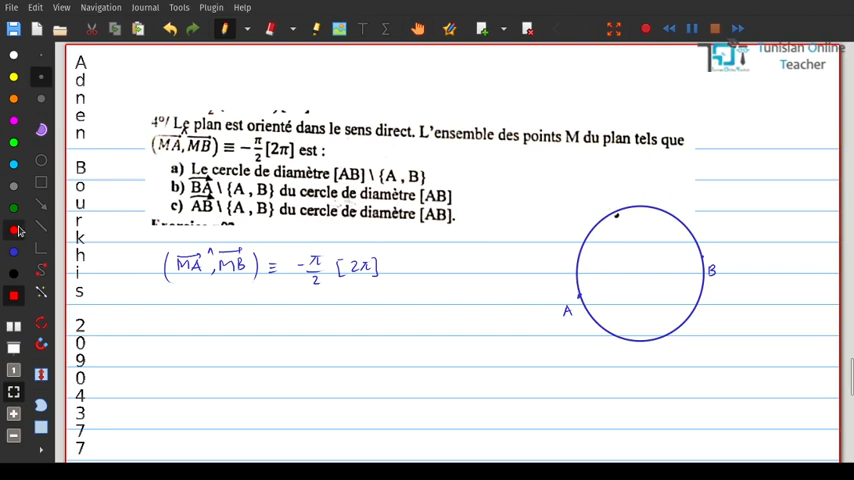 File Edit View Navigation Journal Tools Plugin Help
Tunisian Online
Teacher
4°/ Le plan est orienté dans le sens direct. L'ensemble des points M du plan tels que
(MA,MB) ≡ -π/2 [2π] est :
a) Le cercle de diamètre [AB] \ {A , B}
b) BA \ {A , B} du cercle de diamètre [AB]
c) AB \ {A , B} du cercle de diamètre [AB].
(MA ^, MB) ≡ -π/2 [2π]
A
B
Adnen Bourkhis 20904377